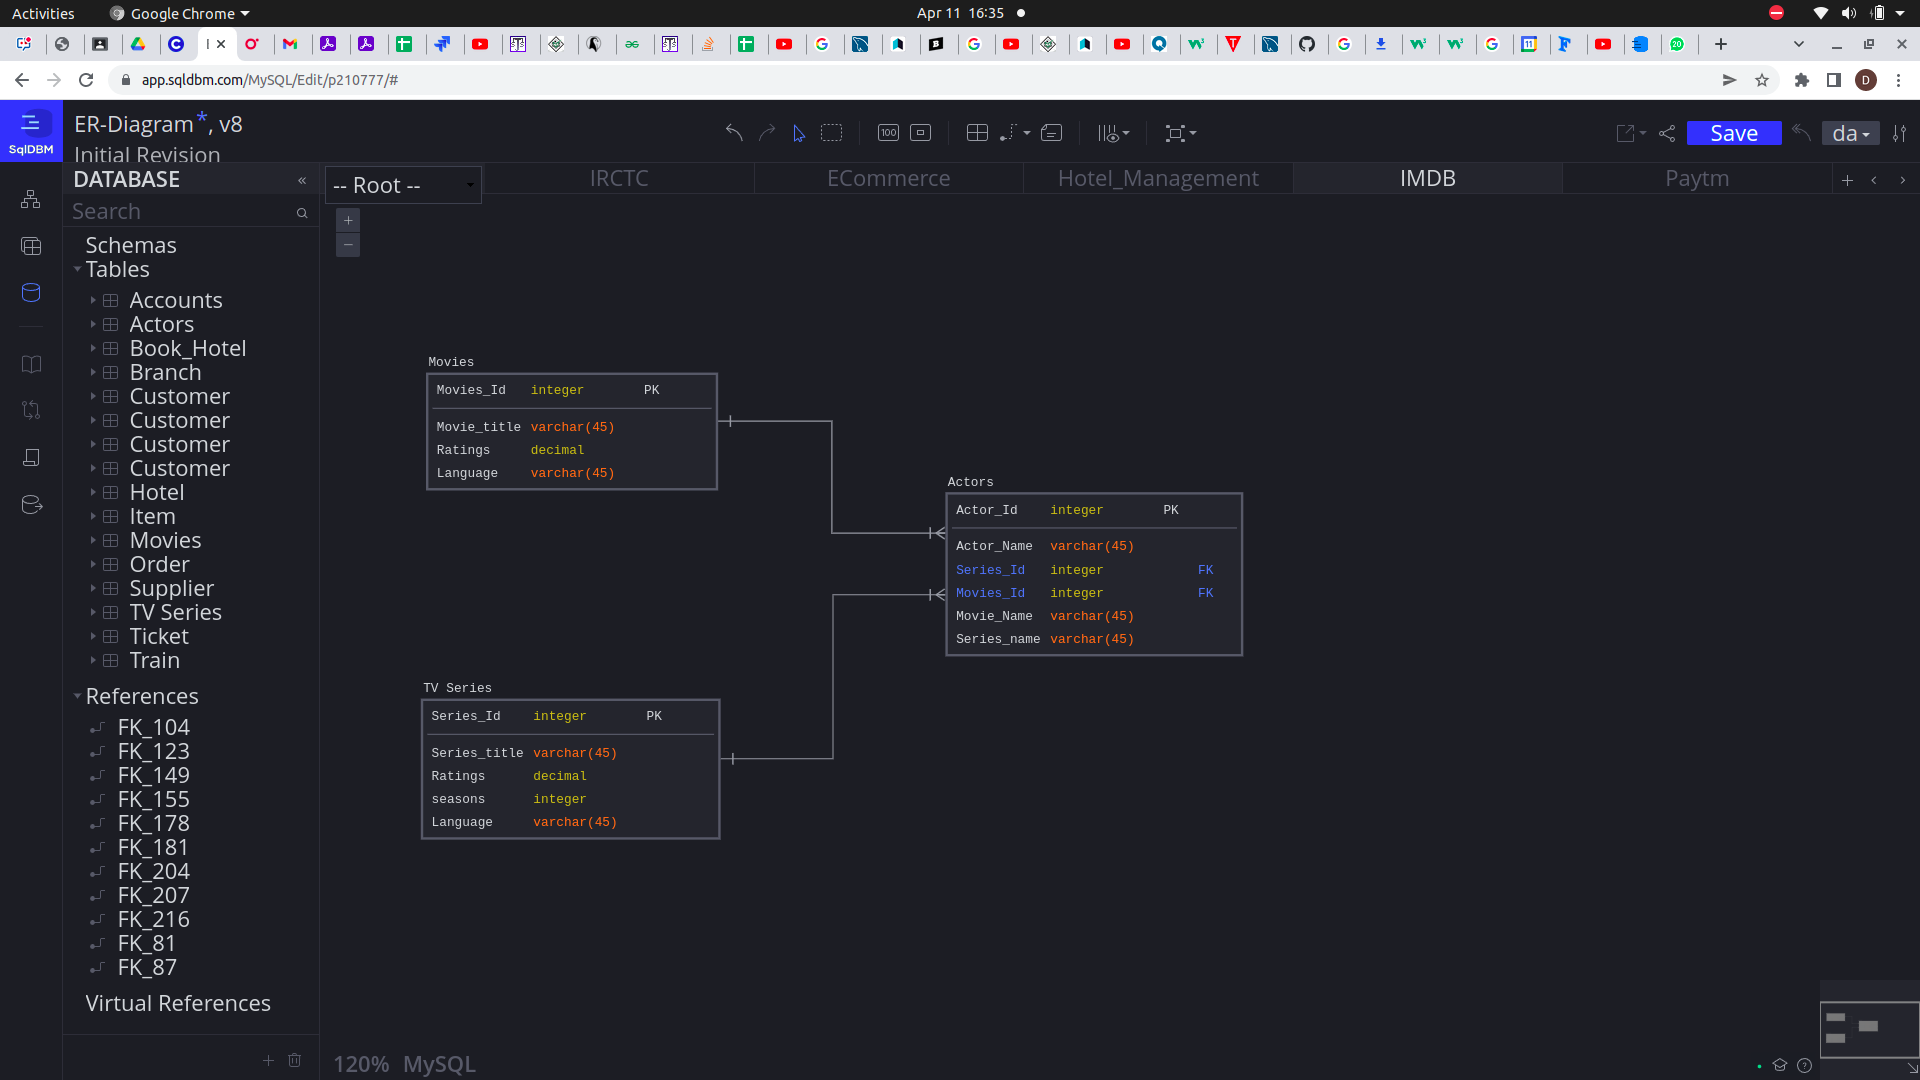 Activities
Google Chrome
Apr 11 16:35
app.sqldbm.com/MySQL/Edit/p210777/#
D
SqlDBM
ER-Diagram*, v8
Initial Revision
100
Save
da
DATABASE
«
-- Root --
IRCTC
ECommerce
Hotel_Management
IMDB
Paytm
Search
Schemas
Tables
Accounts
Actors
Book_Hotel
Branch
Customer
Customer
Customer
Customer
Hotel
Item
Movies
Order
Supplier
TV Series
Ticket
Train
References
FK_104
FK_123
FK_149
FK_155
FK_178
FK_181
FK_204
FK_207
FK_216
FK_81
FK_87
Virtual References
Movies
Movies_Id integer PK
Movie_title varchar(45)
Ratings decimal
Language varchar(45)
Actors
Actor_Id integer PK
Actor_Name varchar(45)
Series_Id integer FK
Movies_Id integer FK
Movie_Name varchar(45)
Series_name varchar(45)
TV Series
Series_Id integer PK
Series_title varchar(45)
Ratings decimal
seasons integer
Language varchar(45)
120% MySQL